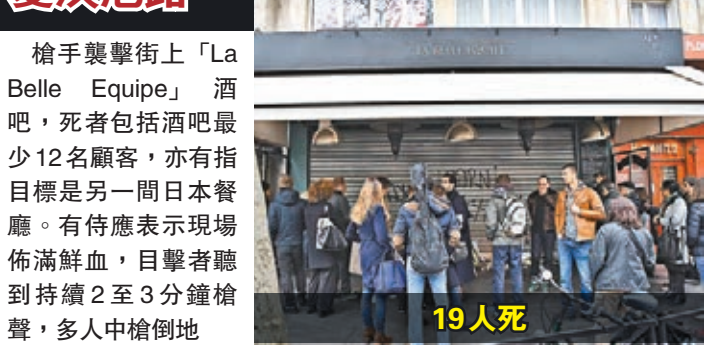 槍手襲擊街上「La
Belle Equipe」酒
吧，死者包括酒吧最
少12名顧客，亦有指
目標是另一間日本餐
廳。有侍應表示現場
佈滿鮮血，目擊者聽
到持續2至3分鐘槍
聲，多人中槍倒地
LA BELLE EQUIPE
19人死